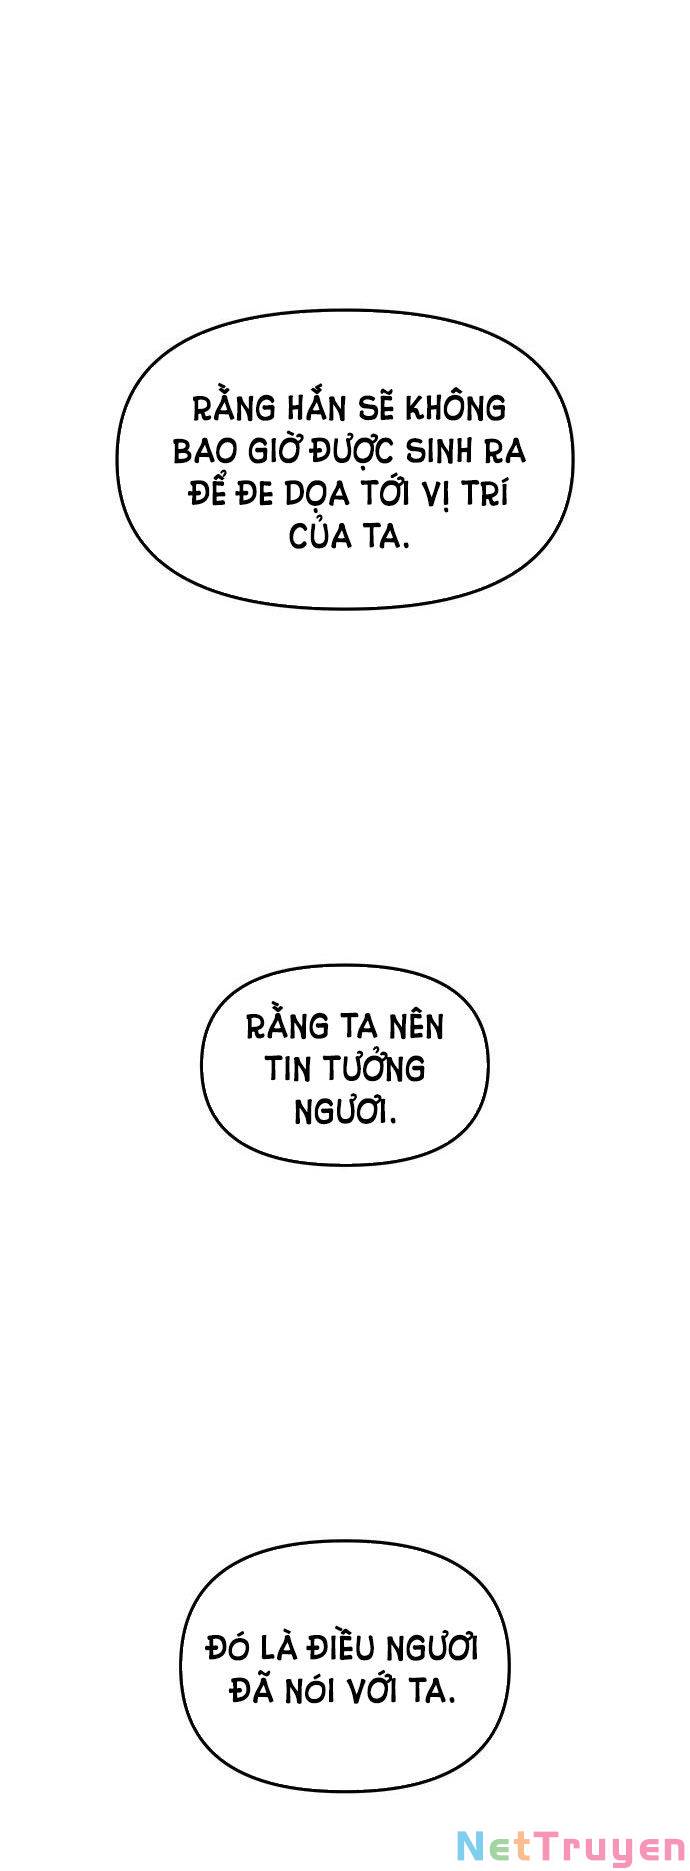 RẰNG HẮN SẼ KHÔNG
BAO GIỜ ĐƯỢC SINH RA
ĐỂ ĐE DỌA TỚI VỊ TRÍ
CỦA TA.
RẰNG TA NÊN
TIN TƯỞNG
NGƯƠI.
ĐÓ LÀ ĐIỀU NGƯƠI
ĐÃ NÓI VỚI TA.
NetTruyen